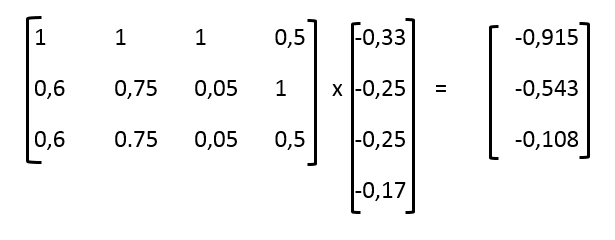 1 1 1 0,5 -0,33 -0,915
0,6 0,75 0,05 1 x -0,25 = -0,543
0,6 0.75 0,05 0,5 -0,25 -0,108
-0,17